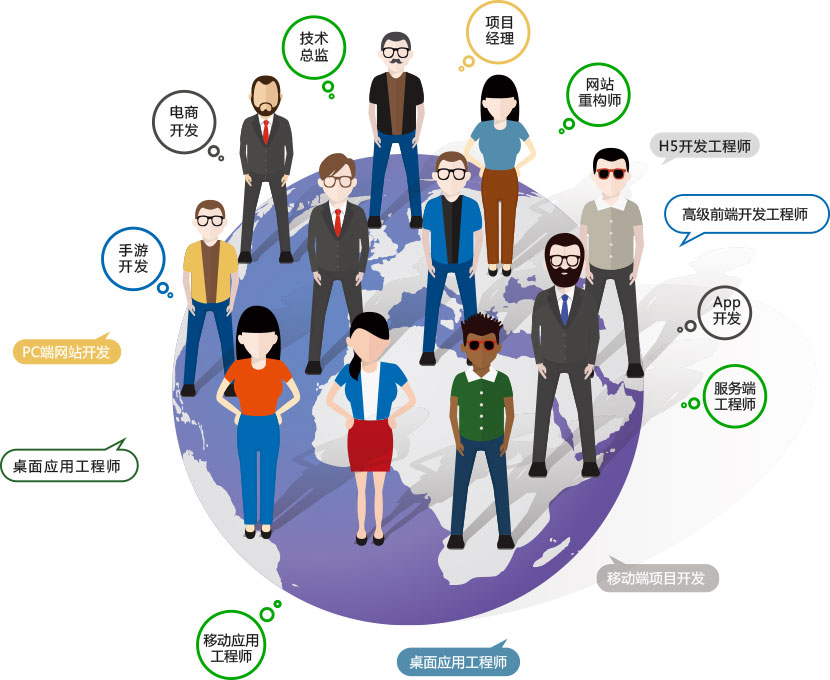 项目
经理
技术
总监
网站
重构师
电商
开发
H5开发工程师
高级前端开发工程师
手游
开发
App
开发
PC端网站开发
服务端
工程师
桌面应用工程师
移动端项目开发
移动应用
工程师
桌面应用工程师